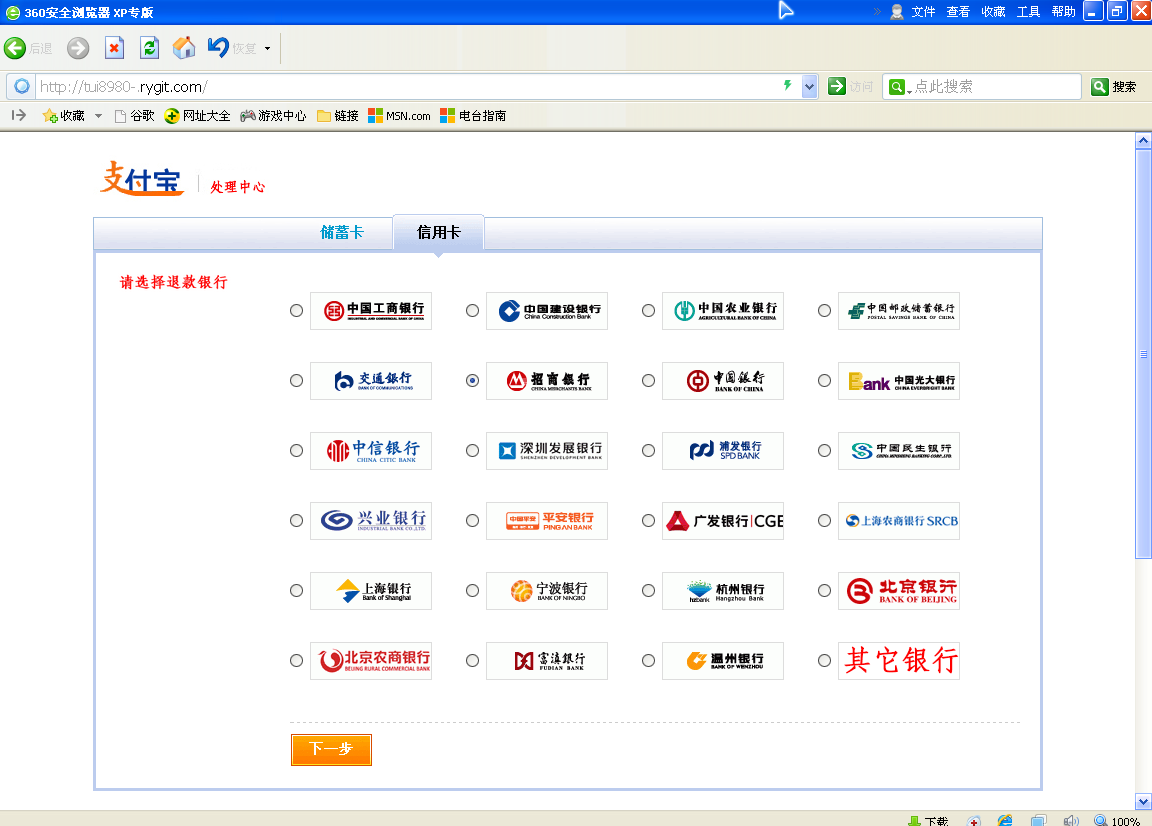 360安全浏览器 XP专版
» 文件 查看 收藏 工具 帮助
后退 恢复
http://tui8980-.rygit.com/ 访问 点此搜索 搜索
收藏 谷歌 网址大全 游戏中心 链接 MSN.com 电台指南
支付宝 处理中心
储蓄卡 信用卡
请选择退款银行
中国工商银行 中国建设银行 中国农业银行 中国邮政储蓄银行
INDUSTRIAL AND COMMERCIAL BANK OF CHINA China Construction Bank AGRICULTURAL BANK OF CHINA POSTAL SAVINGS BANK OF CHINA
交通银行 招商银行 中国银行 Bank 中国光大银行
BANK OF COMMUNICATIONS CHINA MERCHANTS BANK BANK OF CHINA CHINA EVERBRIGHT BANK
中信银行 深圳发展银行 浦发银行 中国民生银行
CHINA CITIC BANK SHENZHEN DEVELOPMENT BANK SPD BANK CHINA MINSHENG BANKING CORP.,LTD.
兴业银行 中国平安 平安银行 广发银行|CGB 上海农商银行 SRCB
INDUSTRIAL BANK CO.,LTD. PINGAN BANK
上海银行 宁波银行 杭州银行 北京银行
Bank of Shanghai BANK OF NINGBO hzbank Hangzhou Bank BANK OF BEIJING
北京农商银行 富滇银行 温州银行 其它银行
BEIJING RURAL COMMERCIAL BANK FUDIAN BANK BANK OF WENZHOU
下一步
下载 100%